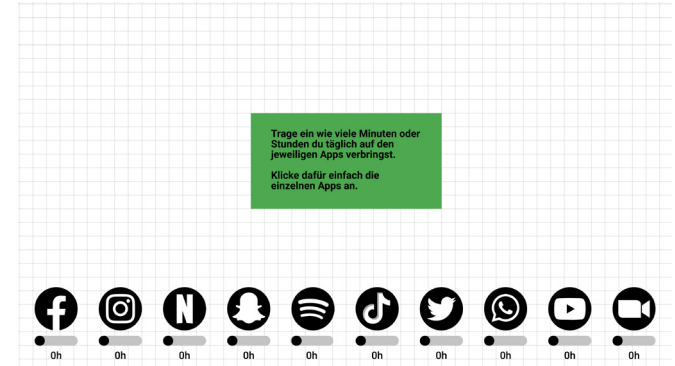 Trage ein wie viele Minuten oder
Stunden du täglich auf den
jeweiligen Apps verbringst.
Klicke dafür einfach die
einzelnen Apps an.
0h 0h 0h 0h 0h 0h 0h 0h 0h 0h